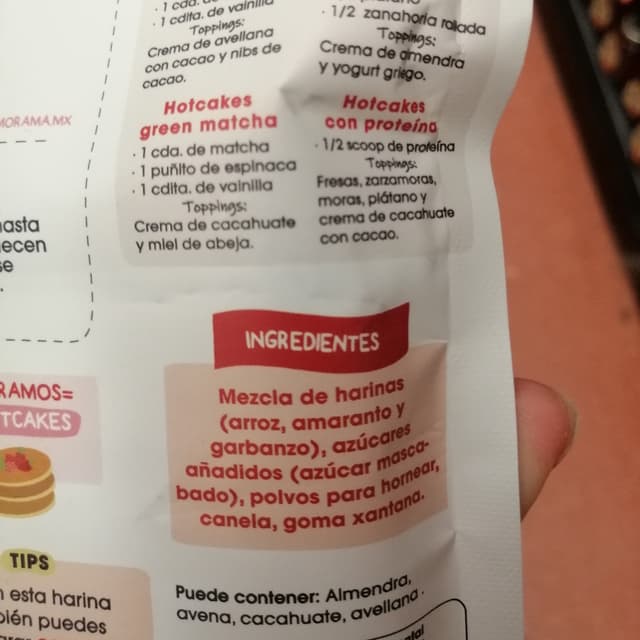 · 1 cdita. de vainilla
Toppings:
Crema de avellana
con cacao y nibs de
cacao.
· 1/2 zanahoria rallada
Toppings:
Crema de amendra
y yogurt griego.
Hotcakes
green matcha
· 1 cda. de matcha
· 1 puñito de espinaca
· 1 cdita. de vainilla
Toppings:
Crema de cacahuate
y miel de abeja.
Hotcakes
con proteína
· 1/2 scoop de proteína
Toppings:
Fresas, zarzamoras,
moras, plátano y
crema de cacahuate
con cacao.
MORAMA.MX
hasta
ecen
se
INGREDIENTES
Mezcla de harinas
(arroz, amaranto y
garbanzo), azúcares
añadidos (azúcar masca-
bado), polvos para hornear,
canela, goma xantana.
RAMOS=
TCAKES
TIPS
esta harina
bién puedes
Puede contener: Almendra,
avena, cacahuate, avellana.